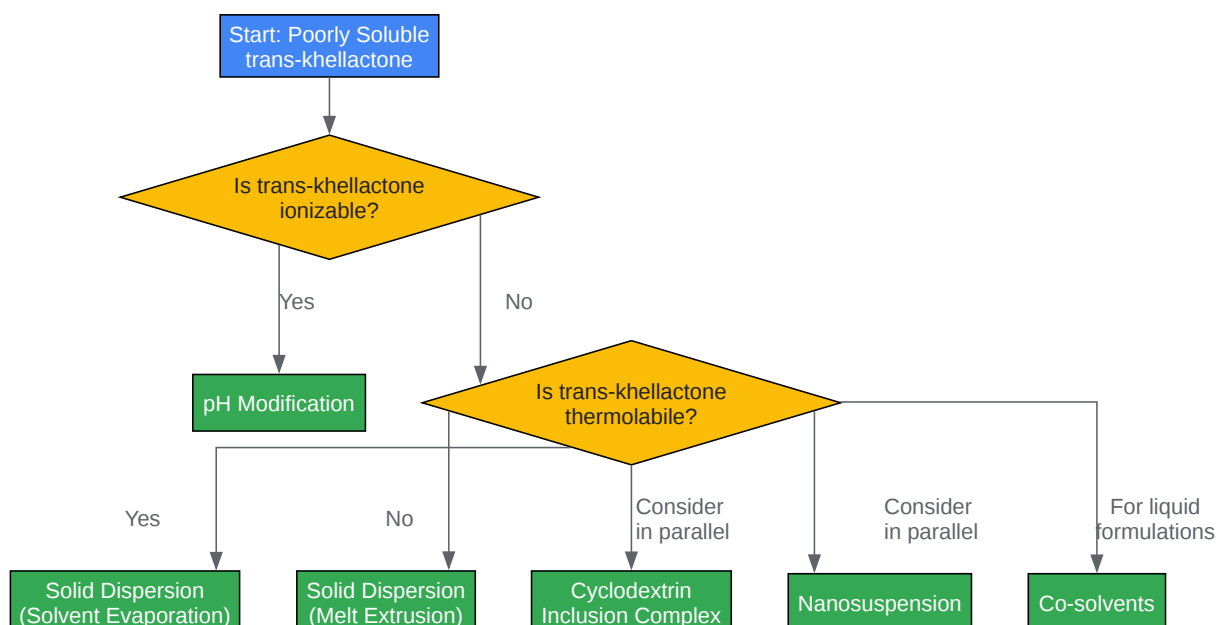 Start: Poorly Soluble
trans-khellactone
Is trans-khellactone
ionizable?
Yes
No
pH Modification
Is trans-khellactone
thermolabile?
Yes
No
Consider
in parallel
Consider
in parallel
For liquid
formulations
Solid Dispersion
(Solvent Evaporation)
Solid Dispersion
(Melt Extrusion)
Cyclodextrin
Inclusion Complex
Nanosuspension
Co-solvents